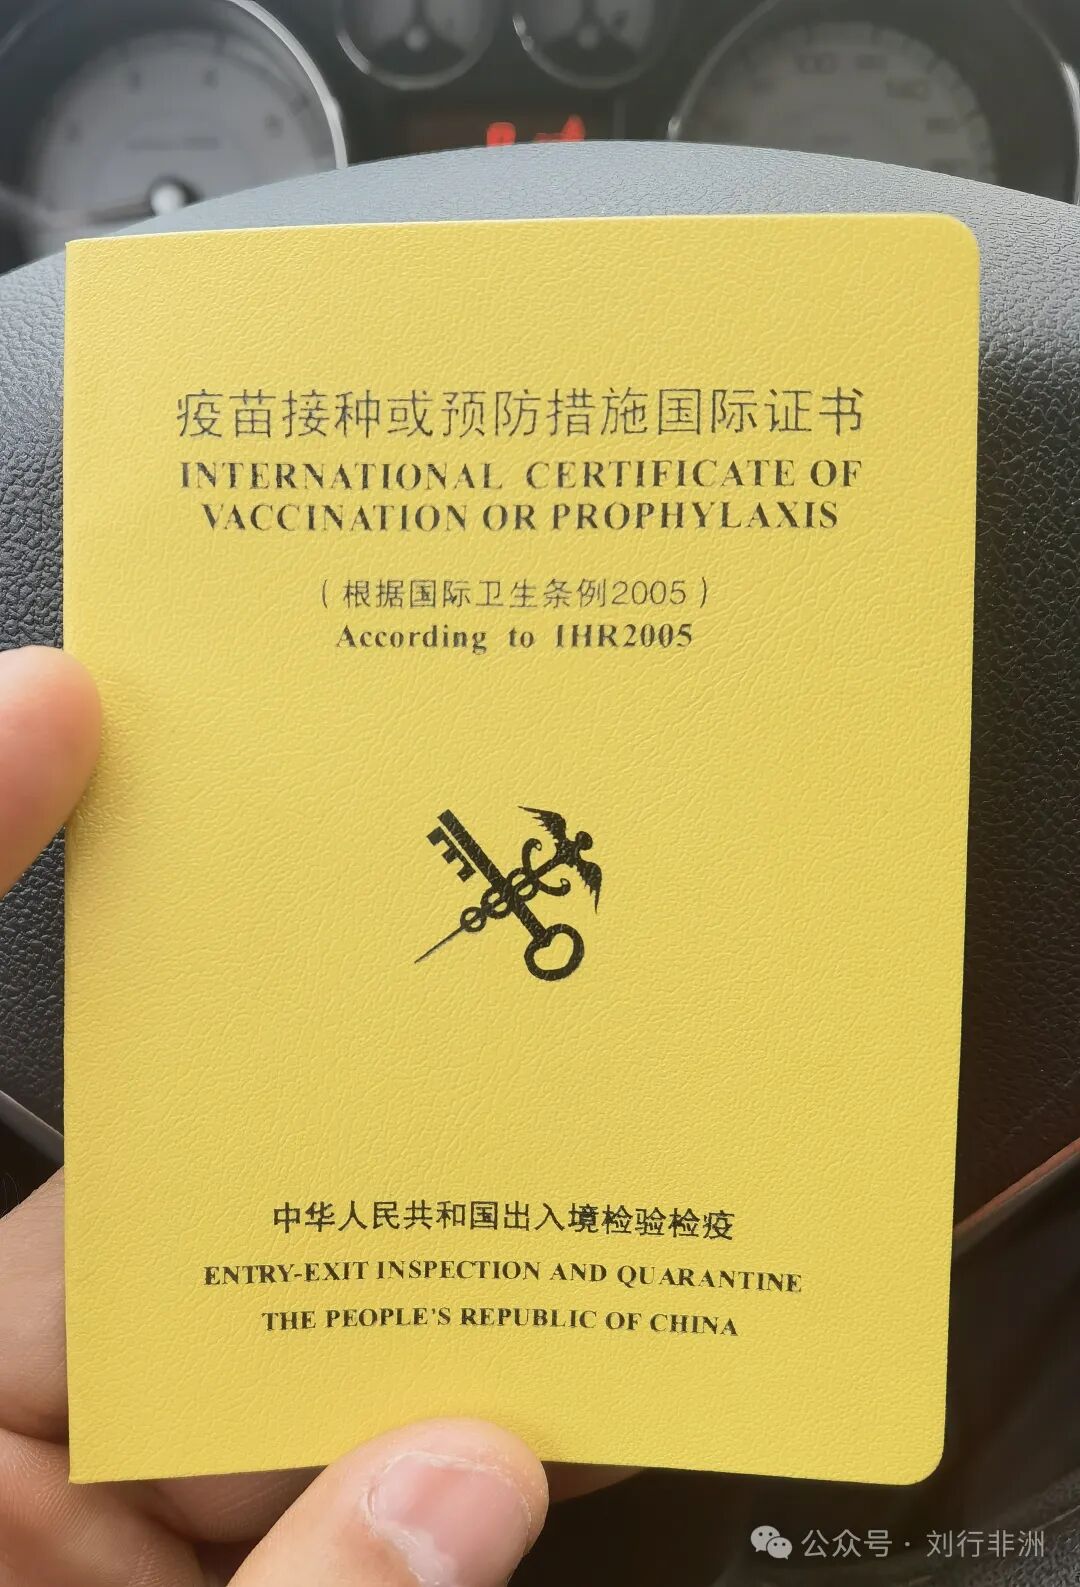 疫苗接种或预防措施国际证书
INTERNATIONAL CERTIFICATE OF
VACCINATION OR PROPHYLAXIS
（根据国际卫生条例2005）
According to IHR2005
中华人民共和国出入境检验检疫
ENTRY-EXIT INSPECTION AND QUARANTINE
THE PEOPLE'S REPUBLIC OF CHINA
公众号·刘行非洲